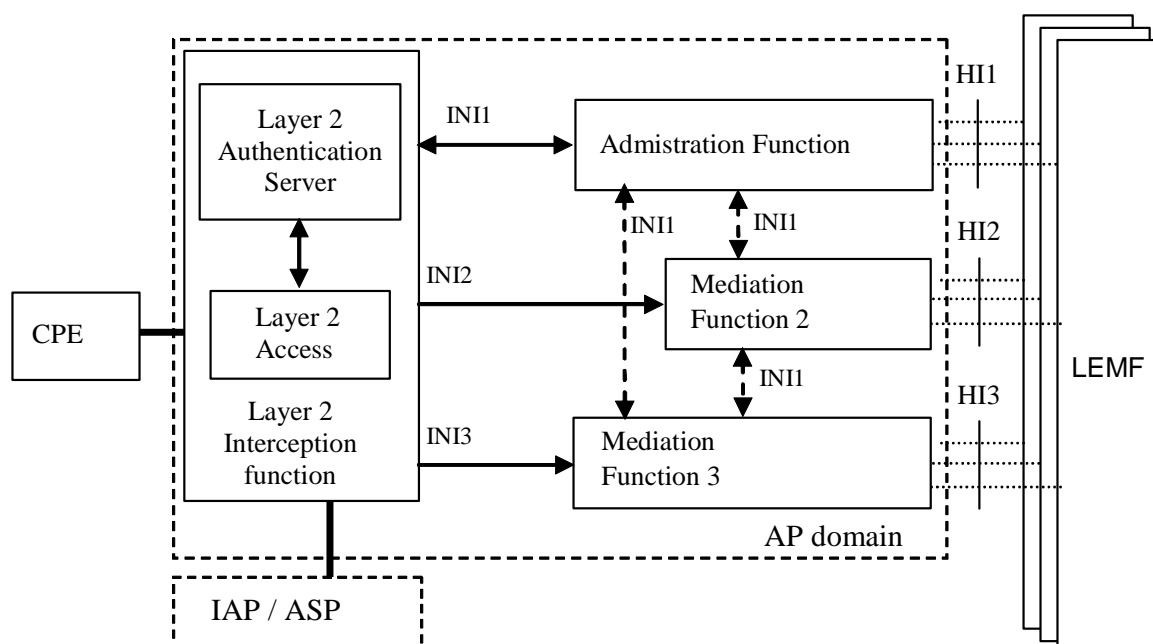 HI1
Layer 2
Authentication
Server
INI1
Admistration Function
INI1
INI1
HI2
INI2
Mediation
Function 2
CPE
Layer 2
Access
LEMF
INI1
HI3
Layer 2
Interception
function
INI3
Mediation
Function 3
AP domain
IAP / ASP